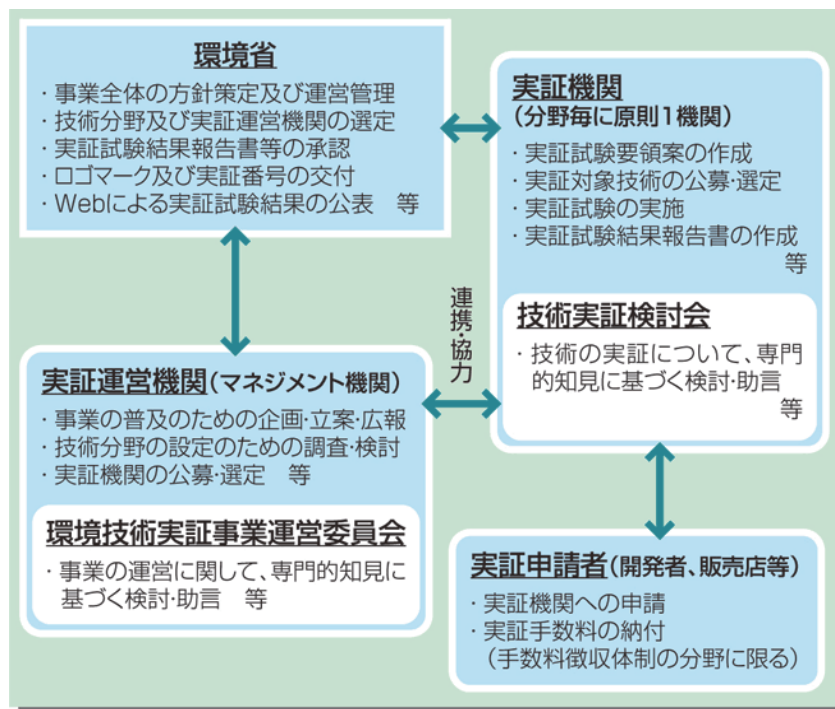 環境省
・事業全体の方針策定及び運営管理
・技術分野及び実証運営機関の選定
・実証試験結果報告書等の承認
・ロゴマーク及び実証番号の交付
・Webによる実証試験結果の公表　等
実証機関
(分野毎に原則1機関)
・実証試験要領案の作成
・実証対象技術の公募・選定
・実証試験の実施
・実証試験結果報告書の作成
等
技術実証検討会
・技術の実証について、専門
的知見に基づく検討・助言
等
連携・協力
実証運営機関(マネジメント機関)
・事業の普及のための企画・立案・広報
・技術分野の設定のための調査・検討
・実証機関の公募・選定　等
環境技術実証事業運営委員会
・事業の運営に関して、専門的知見に
基づく検討・助言　等
実証申請者(開発者、販売店等)
・実証機関への申請
・実証手数料の納付
(手数料徴収体制の分野に限る)